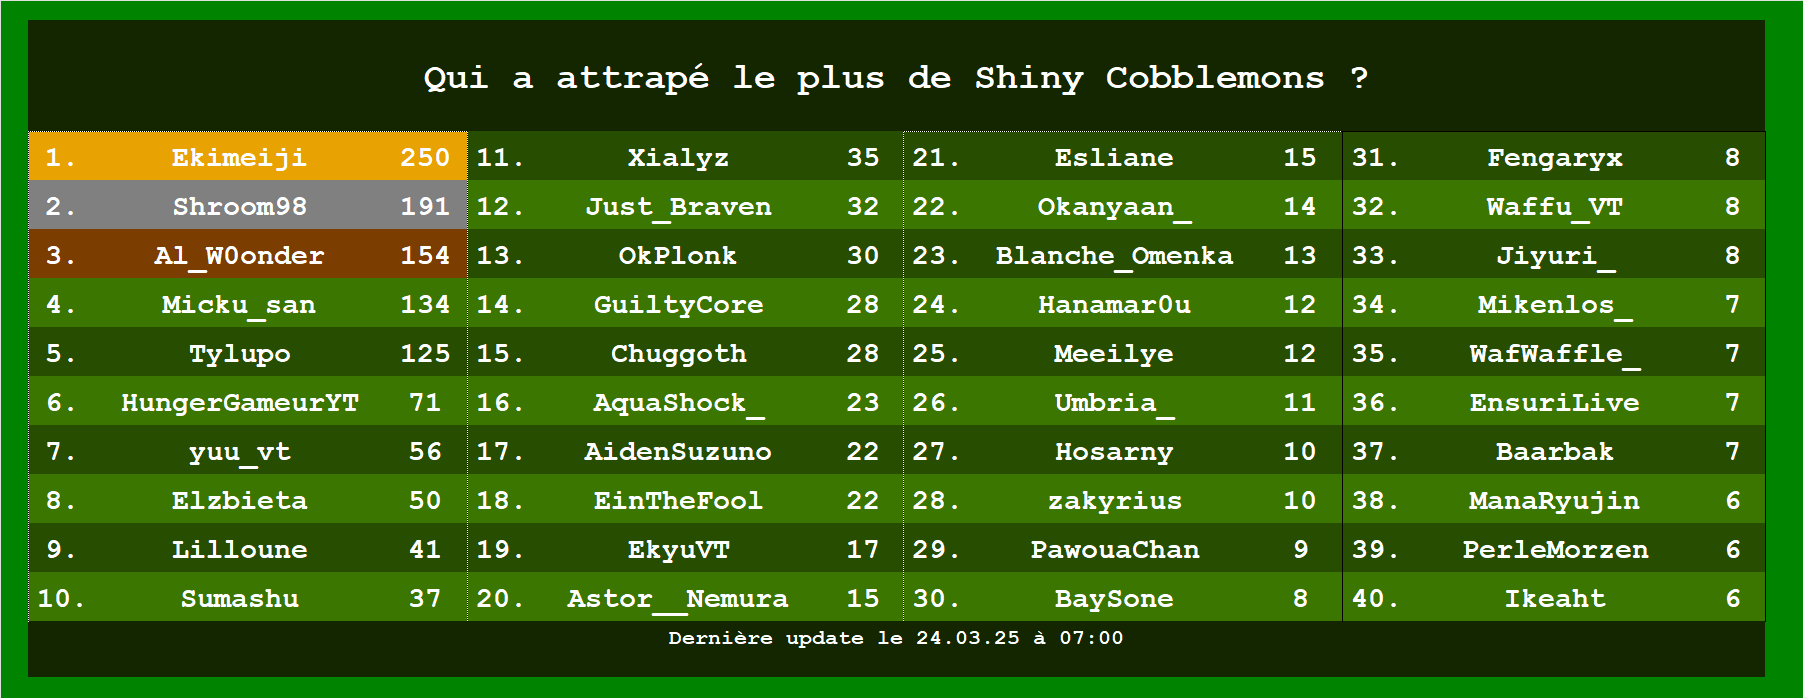 Qui a attrapé le plus de Shiny Cobblemons ?
1. Ekimeiji 250
2. Shroom98 191
3. Al_W0onder 154
4. Micku_san 134
5. Tylupo 125
6. HungerGameurYT 71
7. yuu_vt 56
8. Elzbieta 50
9. Lilloune 41
10. Sumashu 37
11. Xialyz 35
12. Just_Braven 32
13. OkPlonk 30
14. GuiltyCore 28
15. Chuggoth 28
16. AquaShock_ 23
17. AidenSuzuno 22
18. EinTheFool 22
19. EkyuVT 17
20. Astor__Nemura 15
21. Esliane 15
22. Okanyaan_ 14
23. Blanche_Omenka 13
24. Hanamar0u 12
25. Meeilye 12
26. Umbria_ 11
27. Hosarny 10
28. zakyrius 10
29. PawouaChan 9
30. BaySone 8
31. Fengaryx 8
32. Waffu_VT 8
33. Jiyuri_ 8
34. Mikenlos_ 7
35. WafWaffle_ 7
36. EnsuriLive 7
37. Baarbak 7
38. ManaRyujin 6
39. PerleMorzen 6
40. Ikeaht 6
Dernière update le 24.03.25 à 07:00